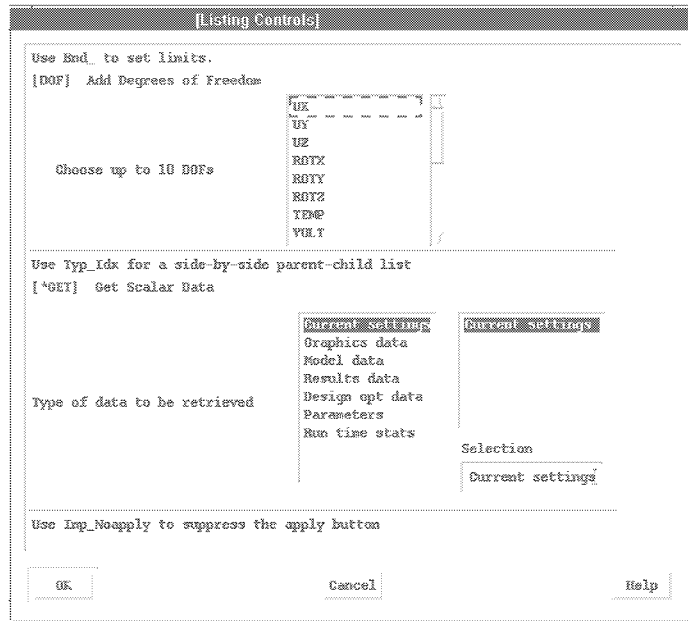 [Listing Controls]
Use Bnd_ to set limits.
[DOF] Add Degrees of Freedom
Choose up to 10 DOFs
UX
UY
UZ
ROTX
ROTY
ROTZ
TEMP
VOLT
Use Typ_Idx for a side-by-side parent-child list
[*GET] Get Scalar Data
Type of data to be retrieved
Current settings
Graphics data
Model data
Results data
Design opt data
Parameters
Run time stats
Current settings
Selection
Current settings
Use Inp_Noapply to suppress the apply button
OK
Cancel
Help